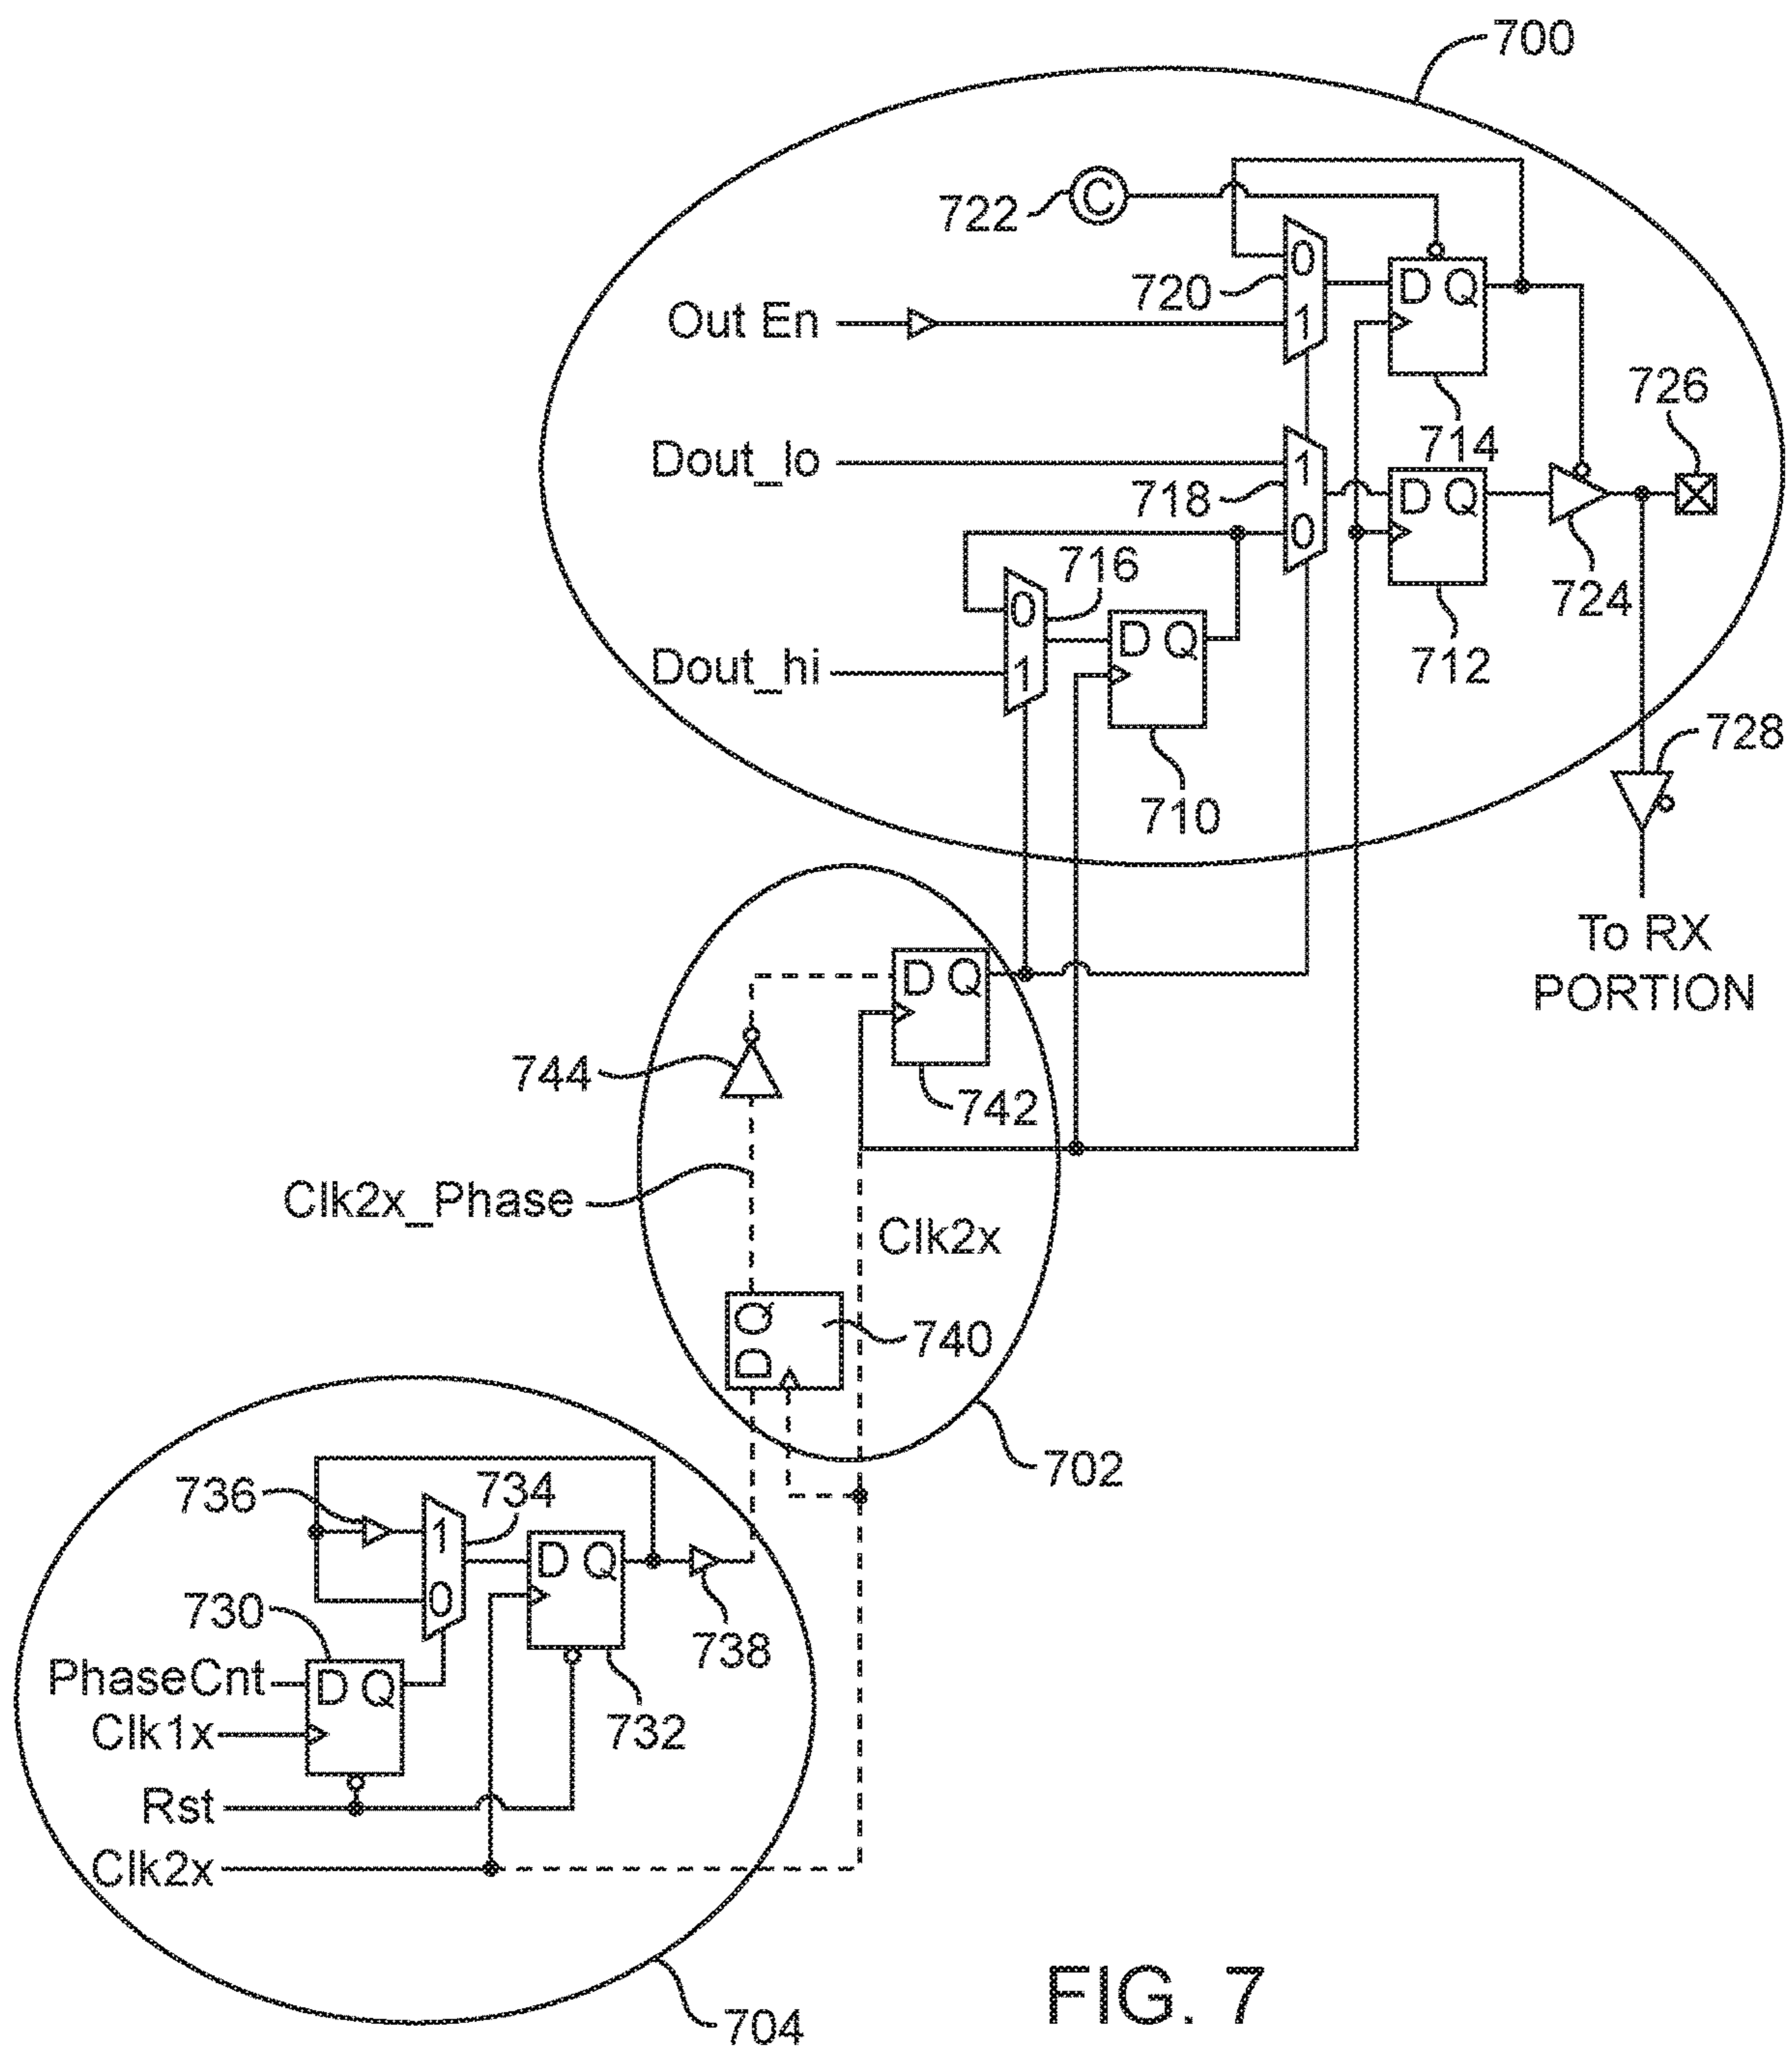 700
722
C
0
720
1
D Q
Out En
714
726
Dout_lo
1
718
0
D Q
724
712
716
0
Dout_hi
1
D Q
710
728
To RX
PORTION
D Q
744
742
Clk2x_Phase
Clk2x
D Q
740
702
736
734
1
0
D Q
730
738
PhaseCnt
D Q
732
Clk1x
Rst
Clk2x
704
FIG. 7